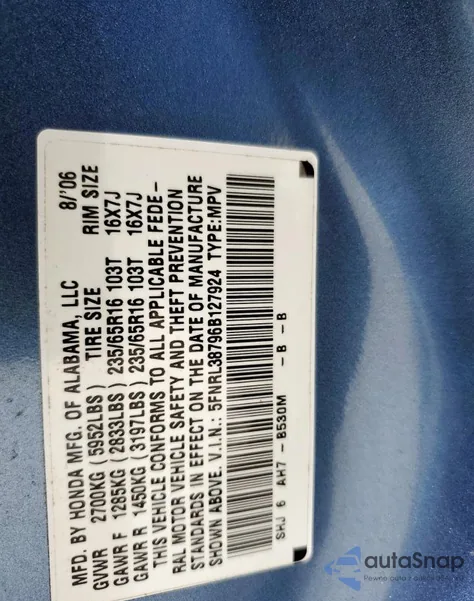 MFD. BY HONDA MFG. OF ALABAMA, LLC 8/'06
GVWR 2700KG (5952LBS) TIRE SIZE RIM SIZE
GAWR F 1285KG (2833LBS) 235/65R16 103T 16X7J
GAWR R 1450KG (3197LBS) 235/65R16 103T 16X7J
THIS VEHICLE CONFORMS TO ALL APPLICABLE FEDE-
RAL MOTOR VEHICLE SAFETY AND THEFT PREVENTION
STANDARDS IN EFFECT ON THE DATE OF MANUFACTURE
SHOWN ABOVE. V.I.N.: 5FNRL38796B127924 TYPE:MPV
SHJ 6 AH7 - B530M - B - B
autoSnap
Pewne auto z